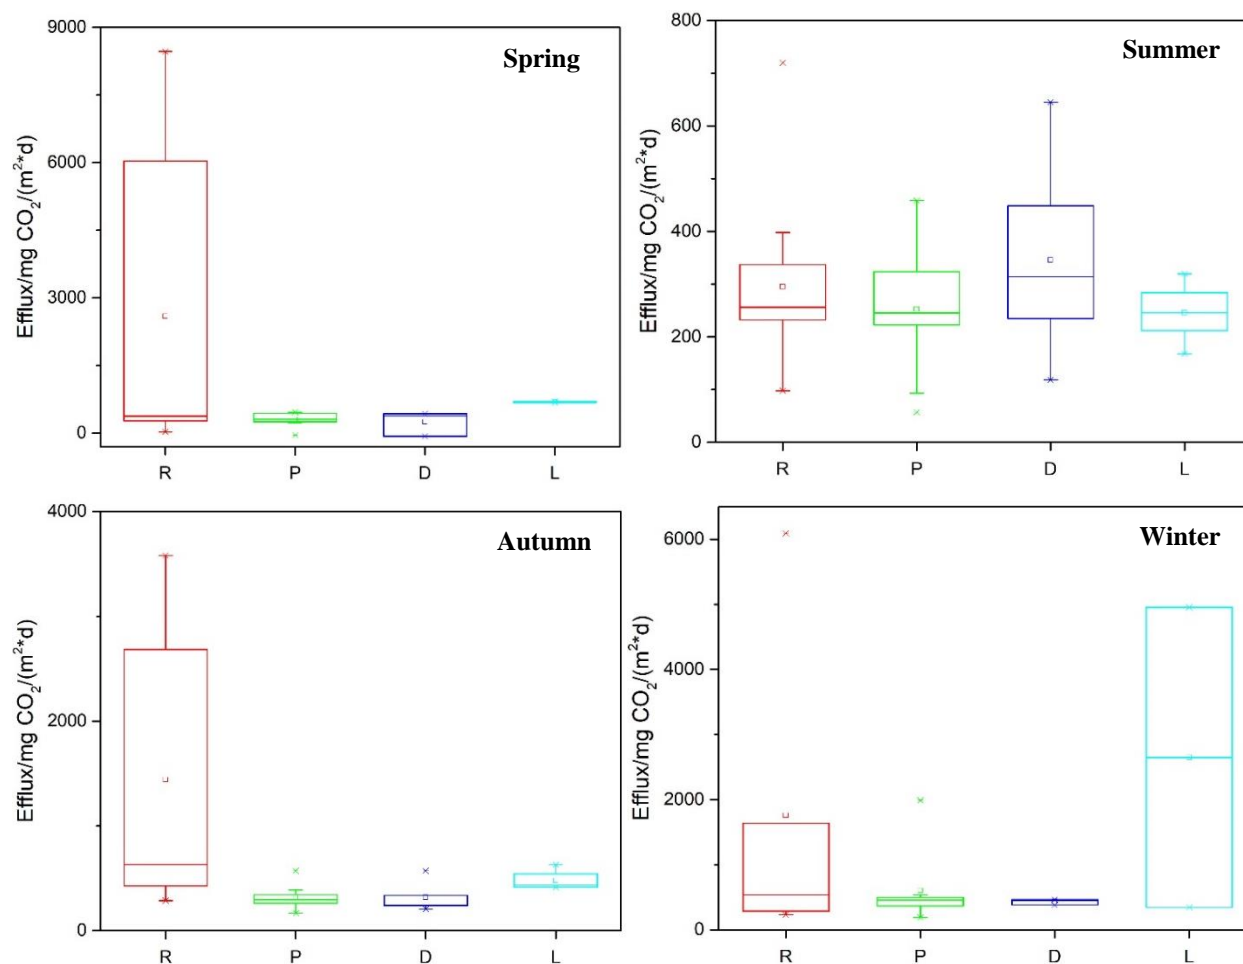 Spring
Efflux/mg CO₂/(m²*d)
9000
6000
3000
0
R P D L
Summer
Efflux/mg CO₂/(m²*d)
800
600
400
200
0
R P D L
Autumn
Efflux/mg CO₂/(m²*d)
4000
2000
0
R P D L
Winter
Efflux/mg CO₂/(m²*d)
6000
4000
2000
0
R P D L